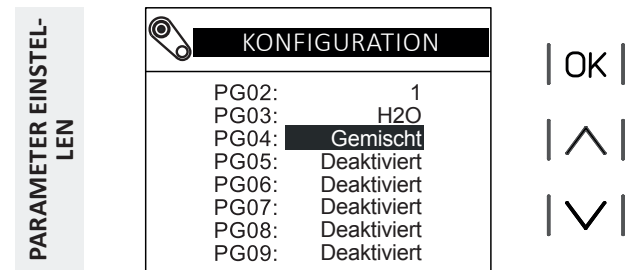 PARAMETER EINSTEL-
LEN
KONFIGURATION
PG02: 1
PG03: H2O
PG04: Gemischt
PG05: Deaktiviert
PG06: Deaktiviert
PG07: Deaktiviert
PG08: Deaktiviert
PG09: Deaktiviert
OK